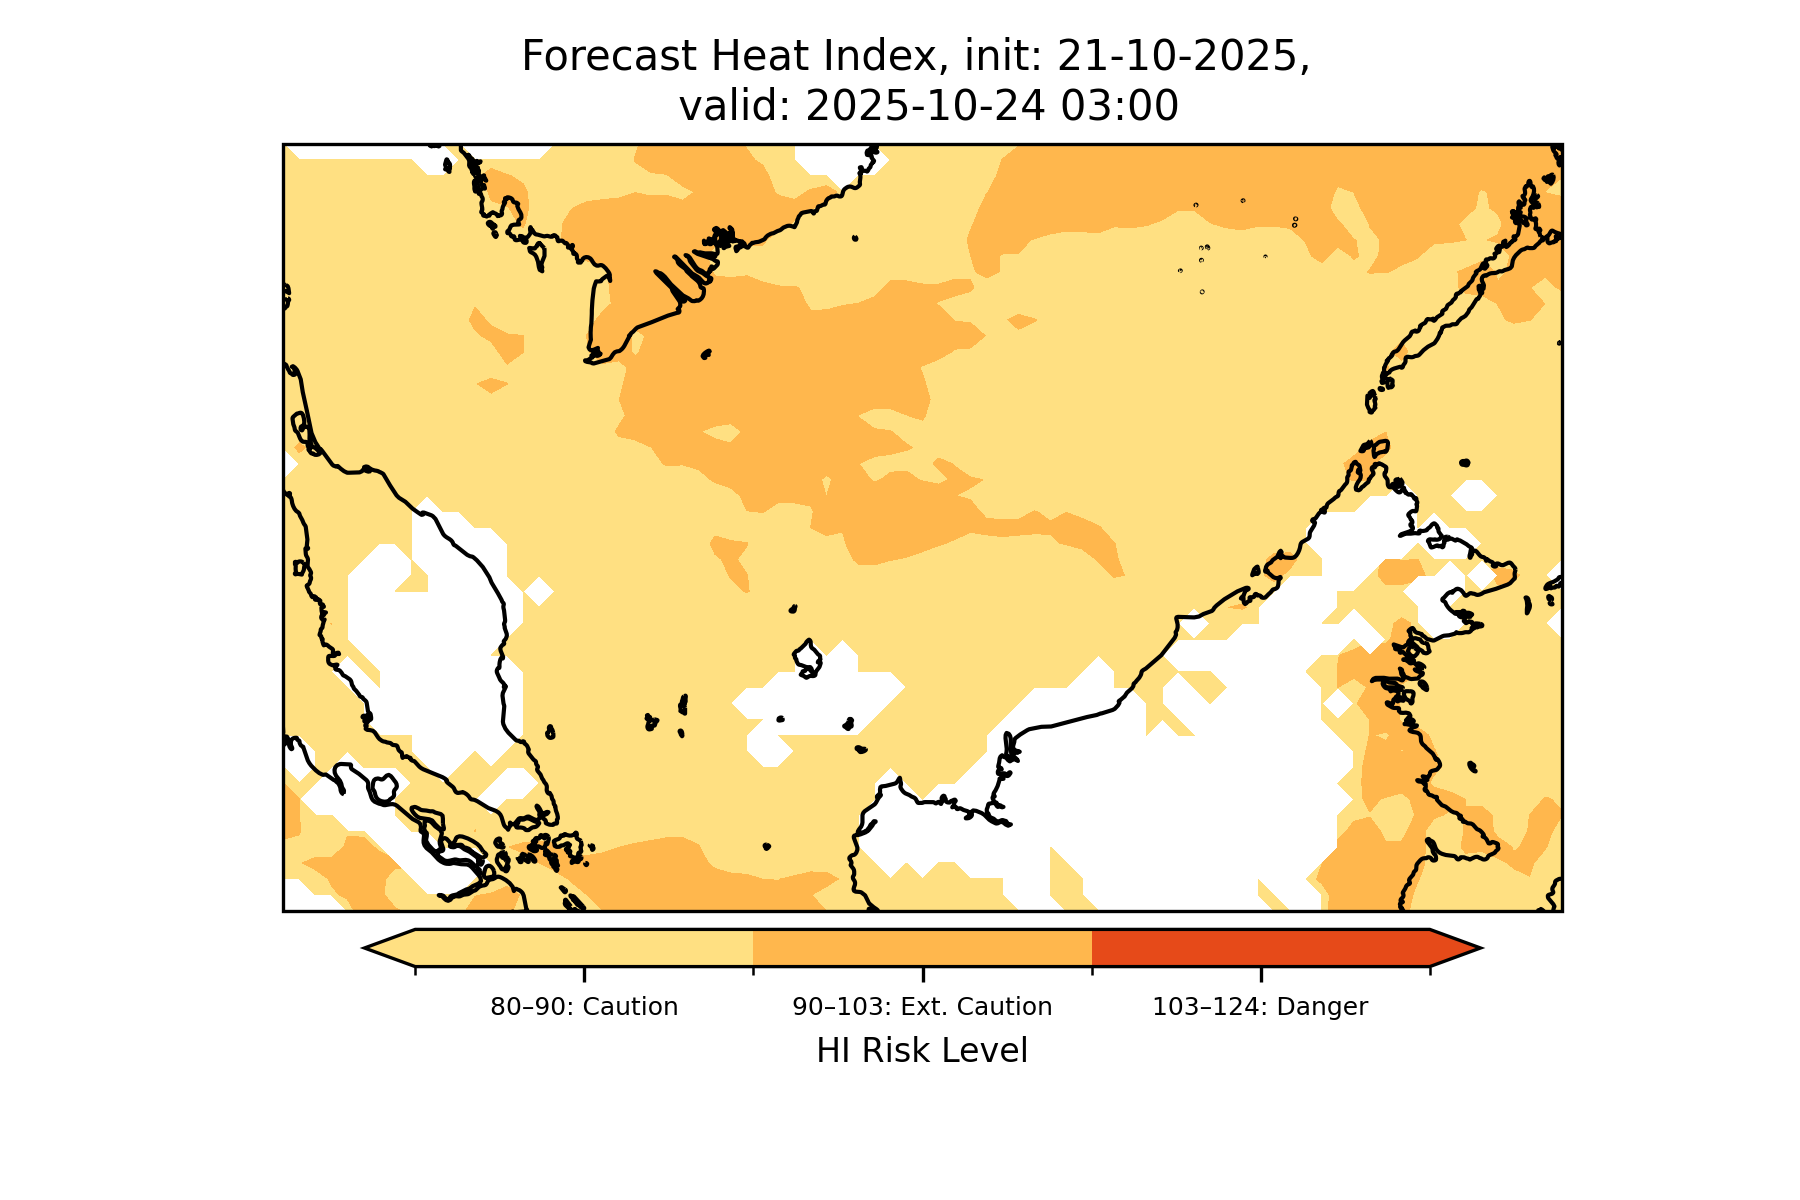 Forecast Heat Index, init: 21-10-2025,
valid: 2025-10-24 03:00
80–90: Caution
90–103: Ext. Caution
103–124: Danger
HI Risk Level